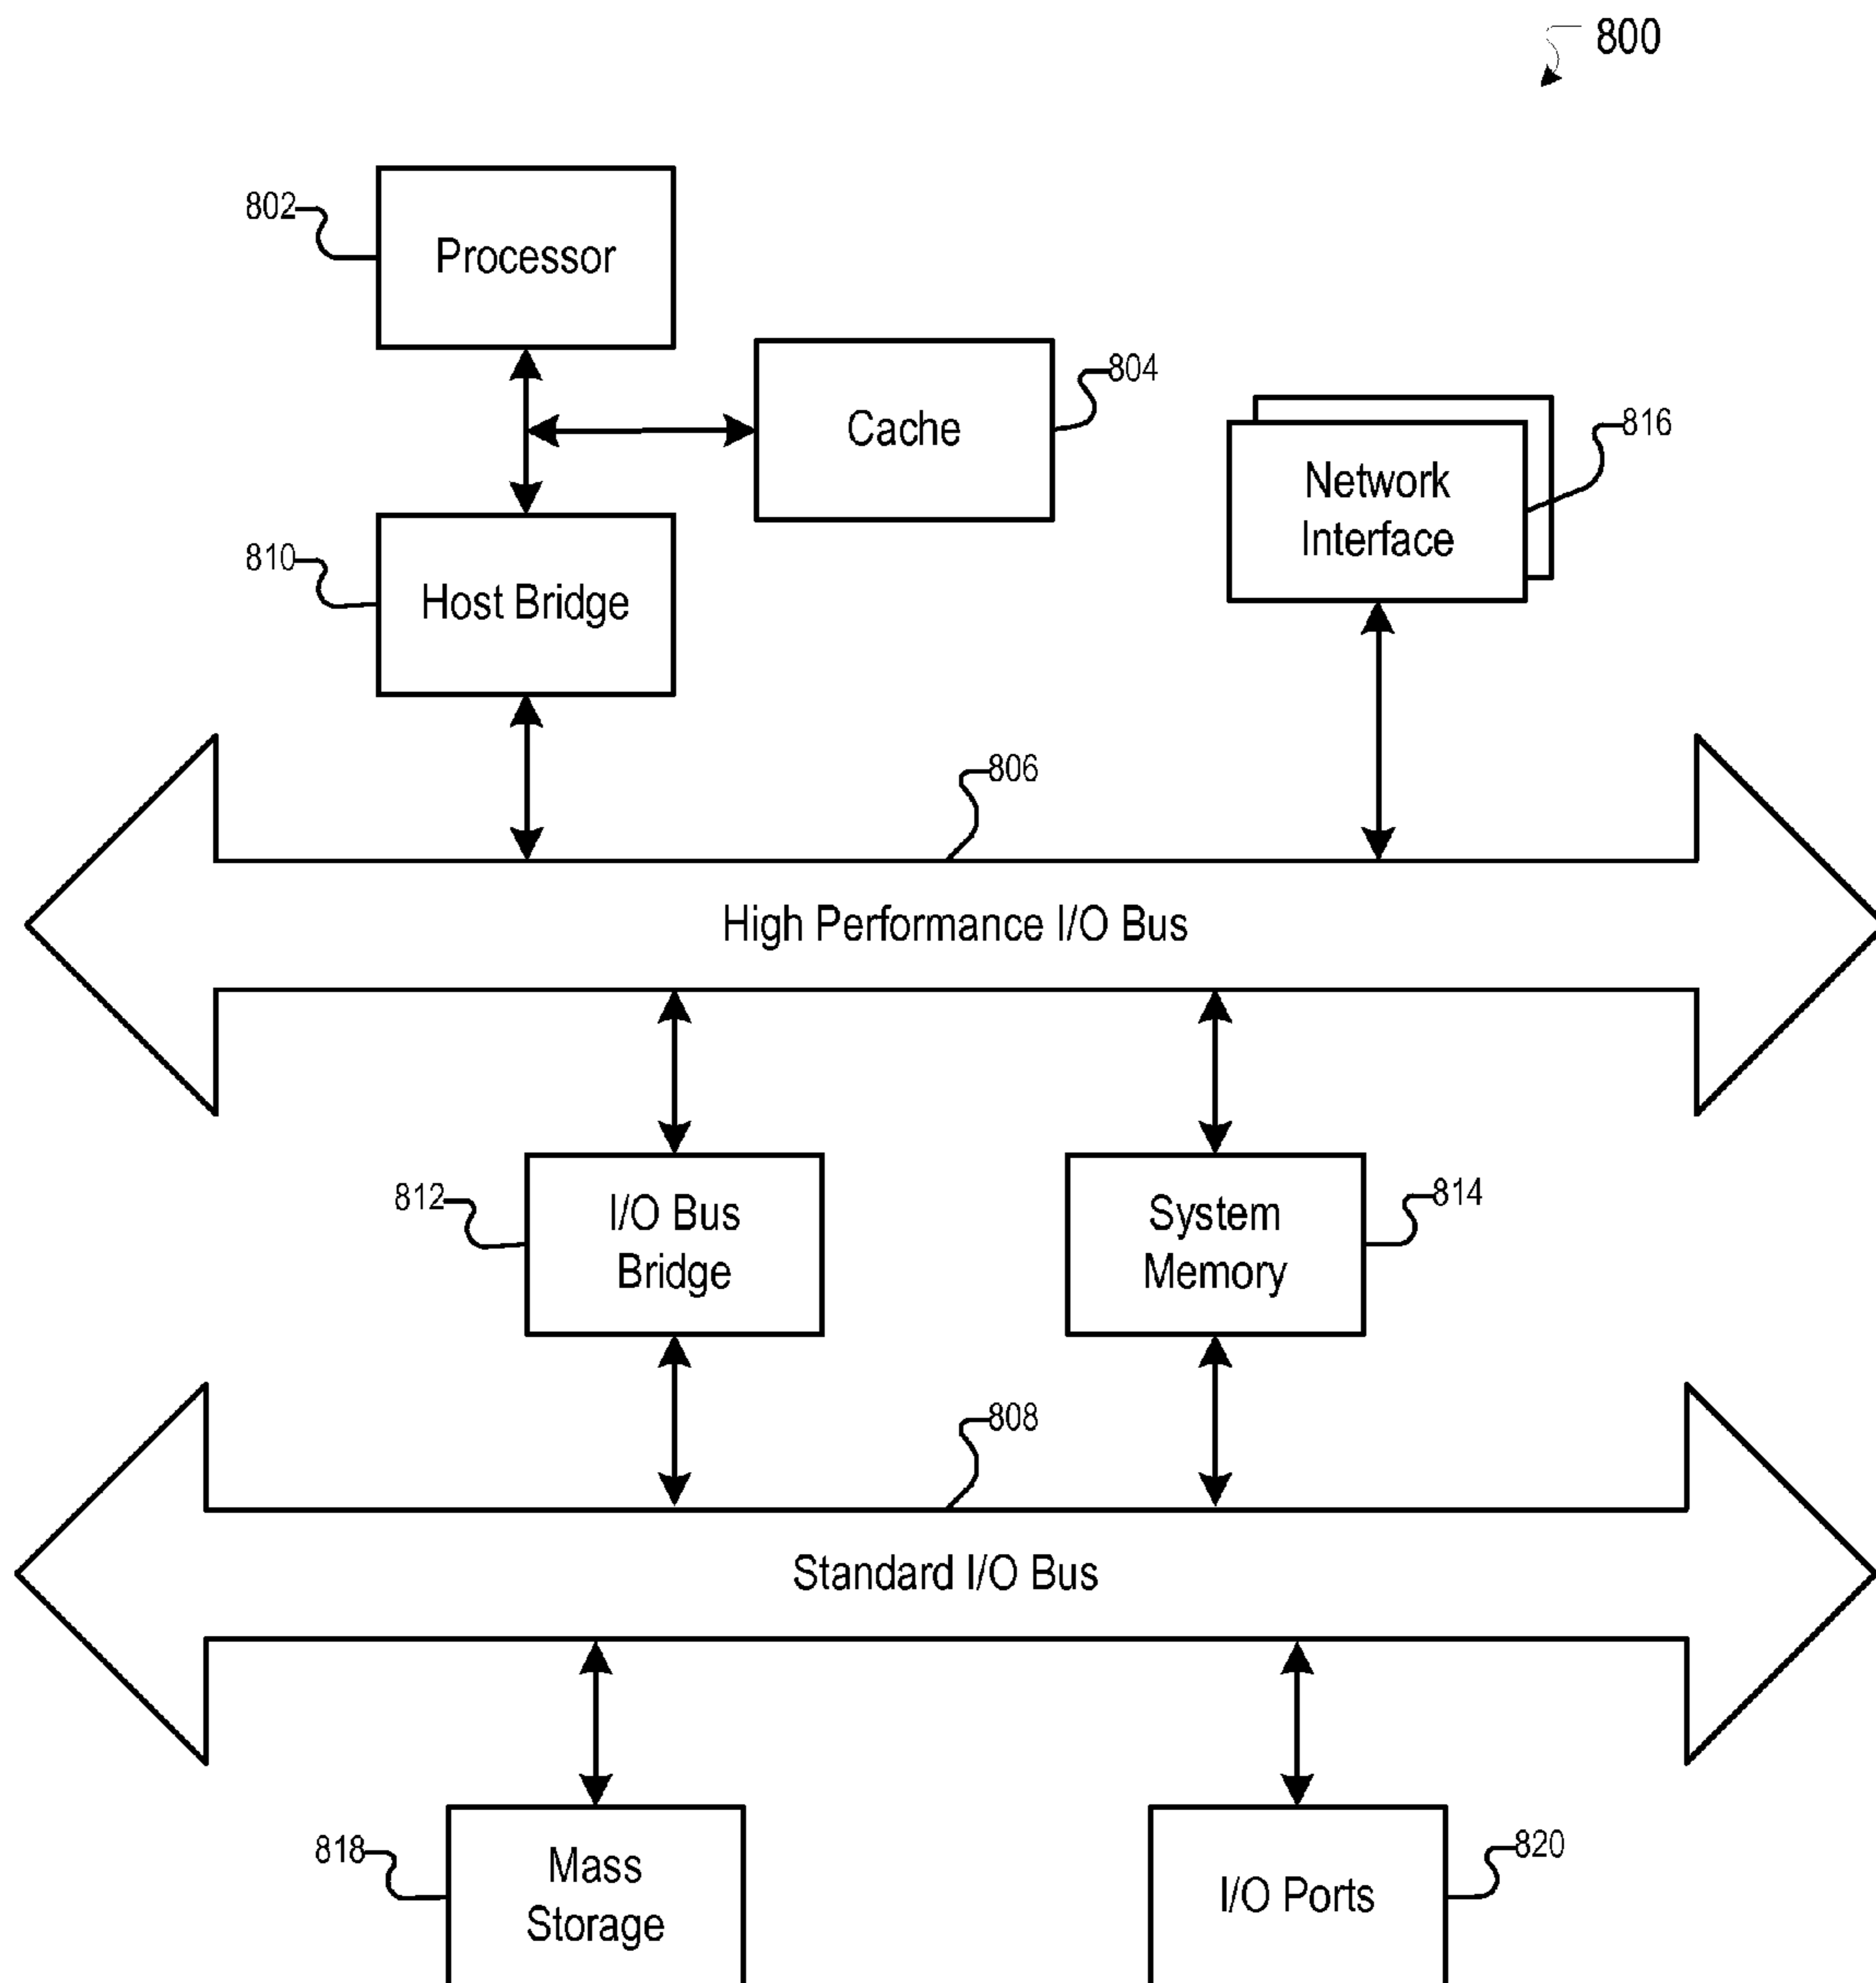 800
802
Processor
804
Cache
816
Network
Interface
810
Host Bridge
806
High Performance I/O Bus
812
I/O Bus
Bridge
814
System
Memory
808
Standard I/O Bus
818
Mass
Storage
820
I/O Ports